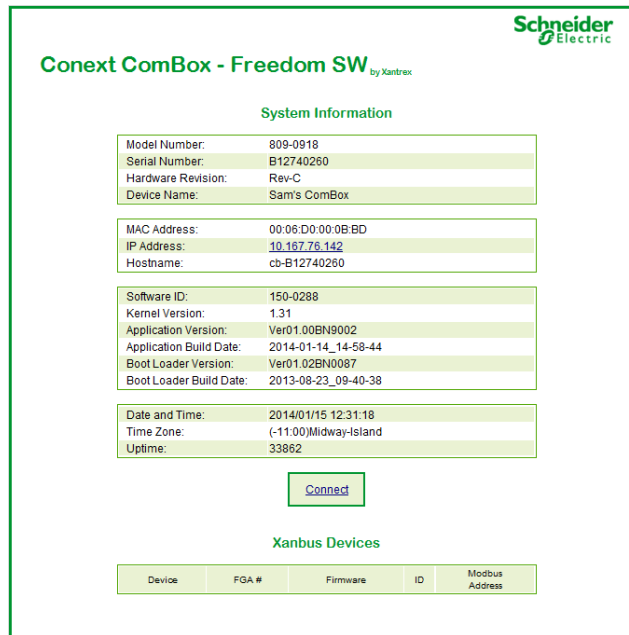 Schneider
Electric
Conext ComBox - Freedom SW by Xantrex
System Information
Model Number: 809-0918
Serial Number: B12740260
Hardware Revision: Rev-C
Device Name: Sam's ComBox
MAC Address: 00:06:D0:00:0B:BD
IP Address: 10.167.76.142
Hostname: cb-B12740260
Software ID: 150-0288
Kernel Version: 1.31
Application Version: Ver01.00BN9002
Application Build Date: 2014-01-14_14-58-44
Boot Loader Version: Ver01.02BN0087
Boot Loader Build Date: 2013-08-23_09-40-38
Date and Time: 2014/01/15 12:31:18
Time Zone: (-11:00)Midway-Island
Uptime: 33862
Connect
Xanbus Devices
Device FGA # Firmware ID Modbus
Address